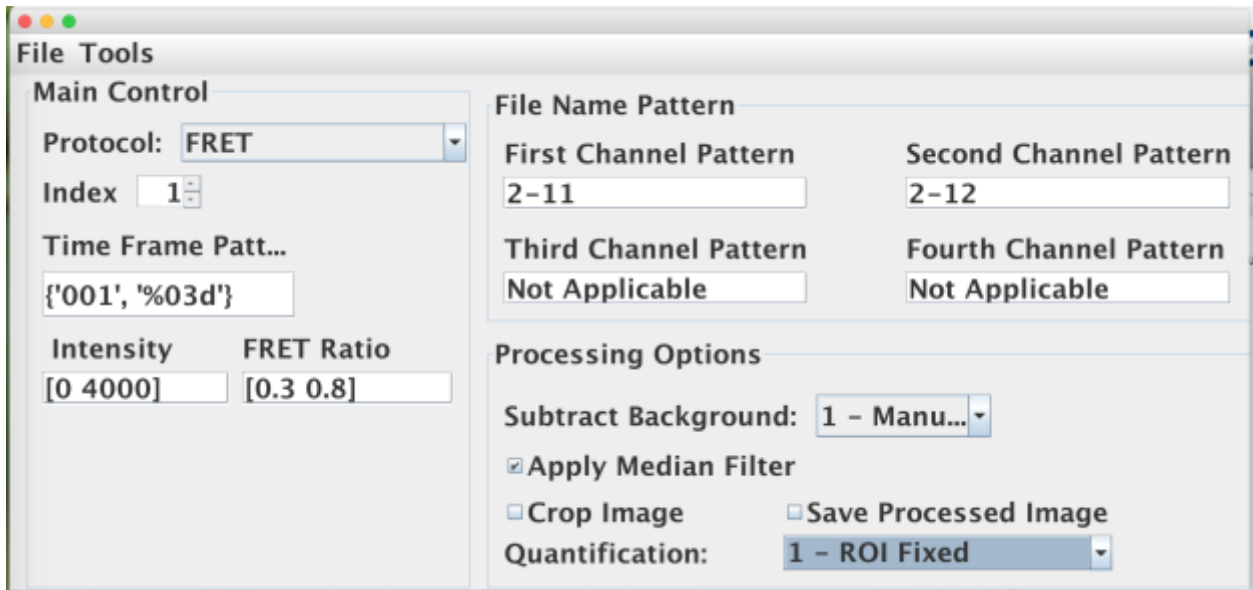 File Tools
Main Control
Protocol: FRET
Index 1
Time Frame Patt...
{'001', '%03d'}
Intensity FRET Ratio
[0 4000] [0.3 0.8]
File Name Pattern
First Channel Pattern Second Channel Pattern
2-11 2-12
Third Channel Pattern Fourth Channel Pattern
Not Applicable Not Applicable
Processing Options
Subtract Background: 1 - Manu...
Apply Median Filter
Crop Image Save Processed Image
Quantification: 1 - ROI Fixed